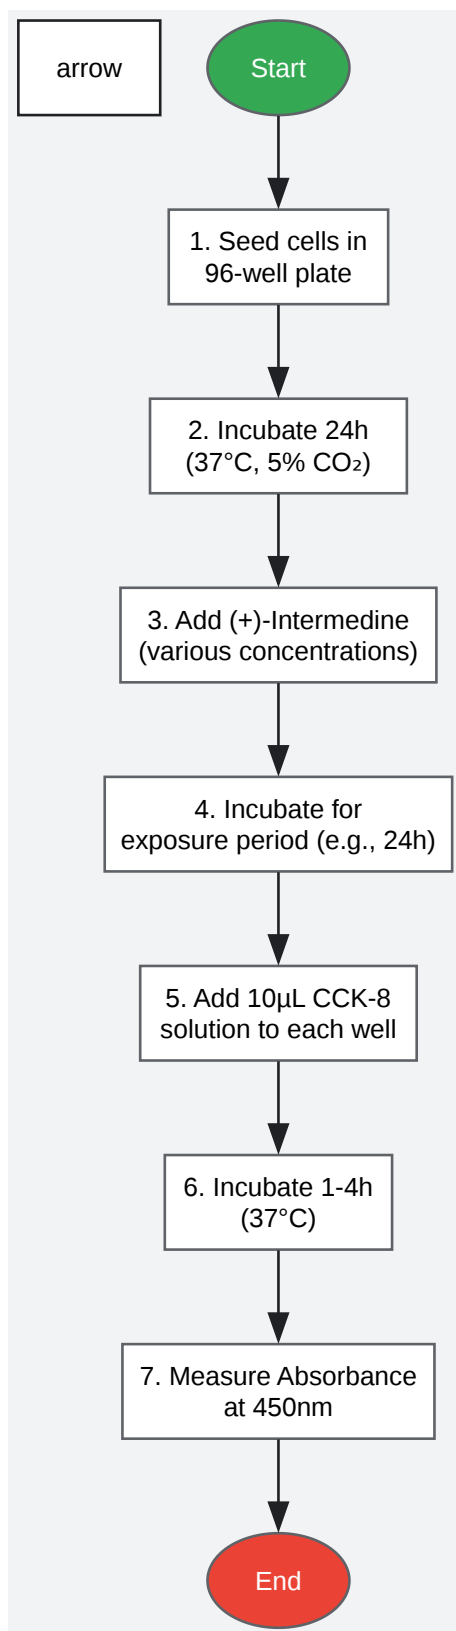 arrow
Start
1. Seed cells in
96-well plate
2. Incubate 24h
(37°C, 5% CO₂)
3. Add (+)-Intermedine
(various concentrations)
4. Incubate for
exposure period (e.g., 24h)
5. Add 10µL CCK-8
solution to each well
6. Incubate 1-4h
(37°C)
7. Measure Absorbance
at 450nm
End